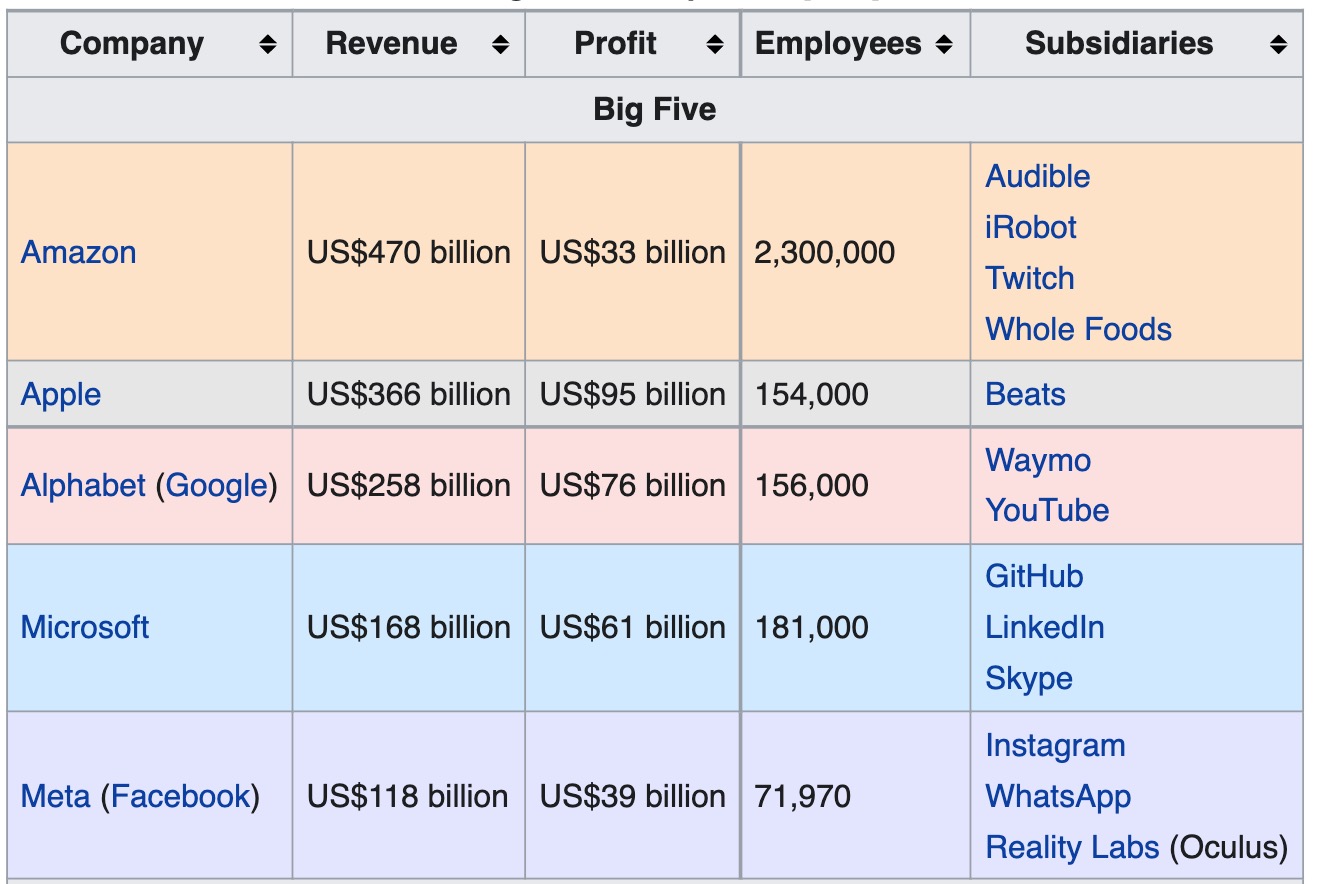 Company Revenue Profit Employees Subsidiaries
Big Five
Amazon US$470 billion US$33 billion 2,300,000 Audible
iRobot
Twitch
Whole Foods
Apple US$366 billion US$95 billion 154,000 Beats
Alphabet (Google) US$258 billion US$76 billion 156,000 Waymo
YouTube
Microsoft US$168 billion US$61 billion 181,000 GitHub
LinkedIn
Skype
Meta (Facebook) US$118 billion US$39 billion 71,970 Instagram
WhatsApp
Reality Labs (Oculus)